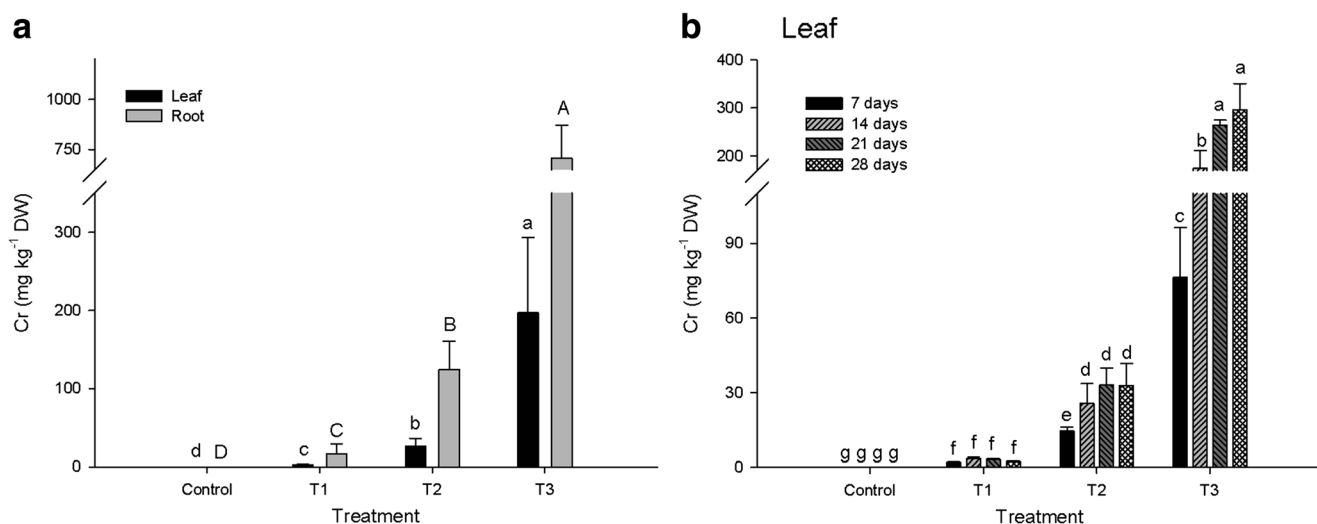 a
Leaf
Root
1000
750
300
200
100
0
Cr (mg kg⁻¹ DW)
d D
c C
b B
a A
Control T1 T2 T3
Treatment
b Leaf
7 days
14 days
21 days
28 days
400
300
200
90
60
30
0
Cr (mg kg⁻¹ DW)
g g g g
f f f f
e d d d
c b a a
Control T1 T2 T3
Treatment